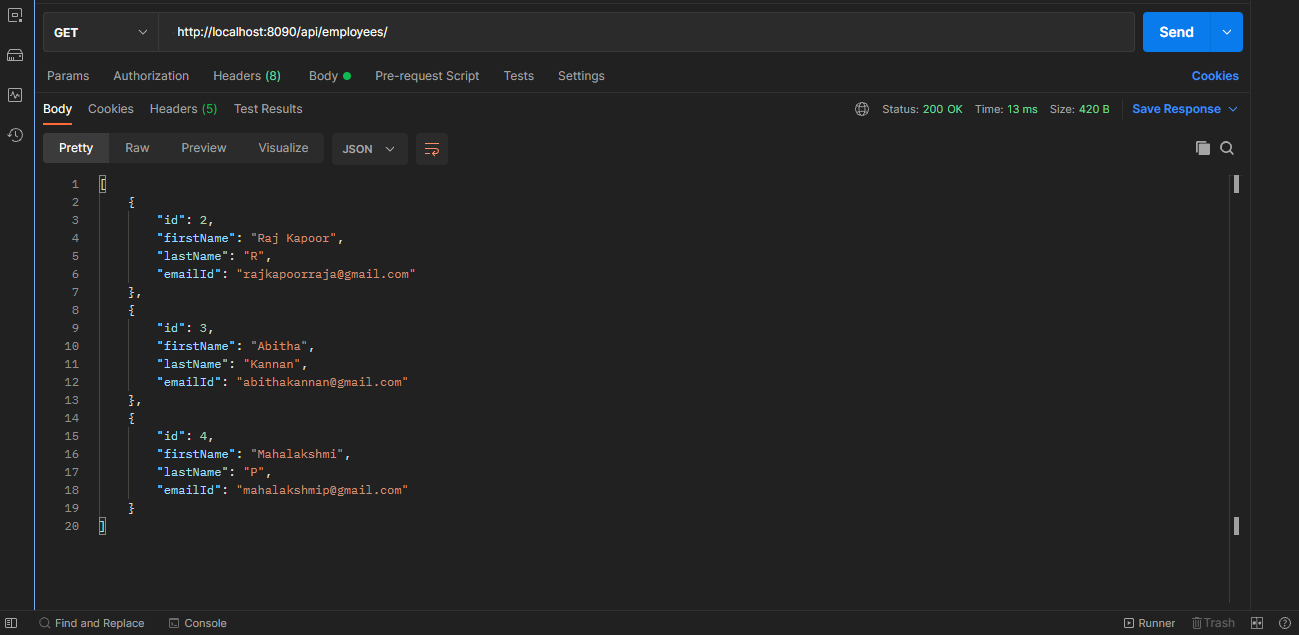 GET http://localhost:8090/api/employees/ Send
Params Authorization Headers (8) Body Pre-request Script Tests Settings Cookies
Body Cookies Headers (5) Test Results Status: 200 OK Time: 13 ms Size: 420 B Save Response
Pretty Raw Preview Visualize JSON
1 [
2 {
3 "id": 2,
4 "firstName": "Raj Kapoor",
5 "lastName": "R",
6 "emailId": "rajkapoorraja@gmail.com"
7 },
8 {
9 "id": 3,
10 "firstName": "Abitha",
11 "lastName": "Kannan",
12 "emailId": "abithakannan@gmail.com"
13 },
14 {
15 "id": 4,
16 "firstName": "Mahalakshmi",
17 "lastName": "P",
18 "emailId": "mahalakshmip@gmail.com"
19 }
20 ]
Find and Replace Console Runner Trash